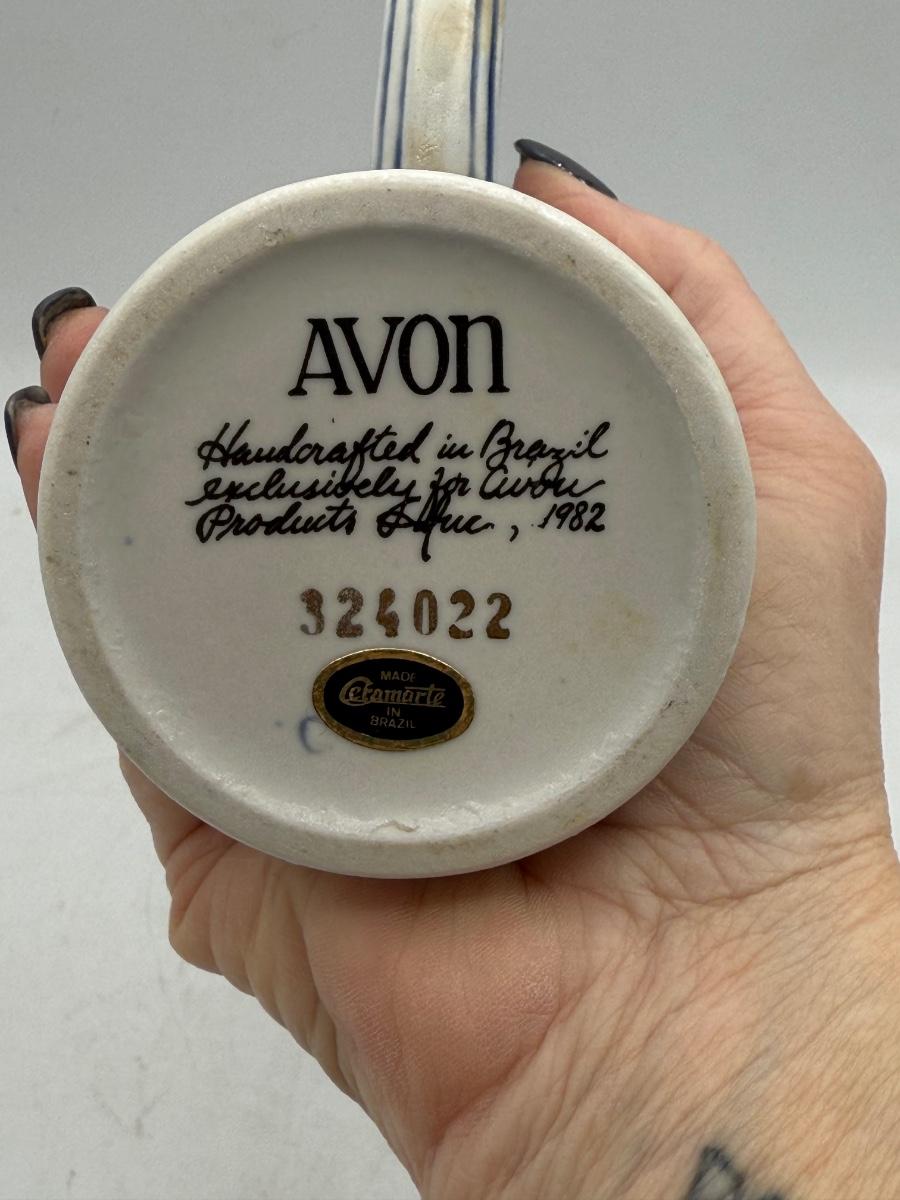 AVON
Handcrafted in Brazil
exclusively for Avon
Products Inc., 1982
324022
MADE
Ceramarte
IN
BRAZIL